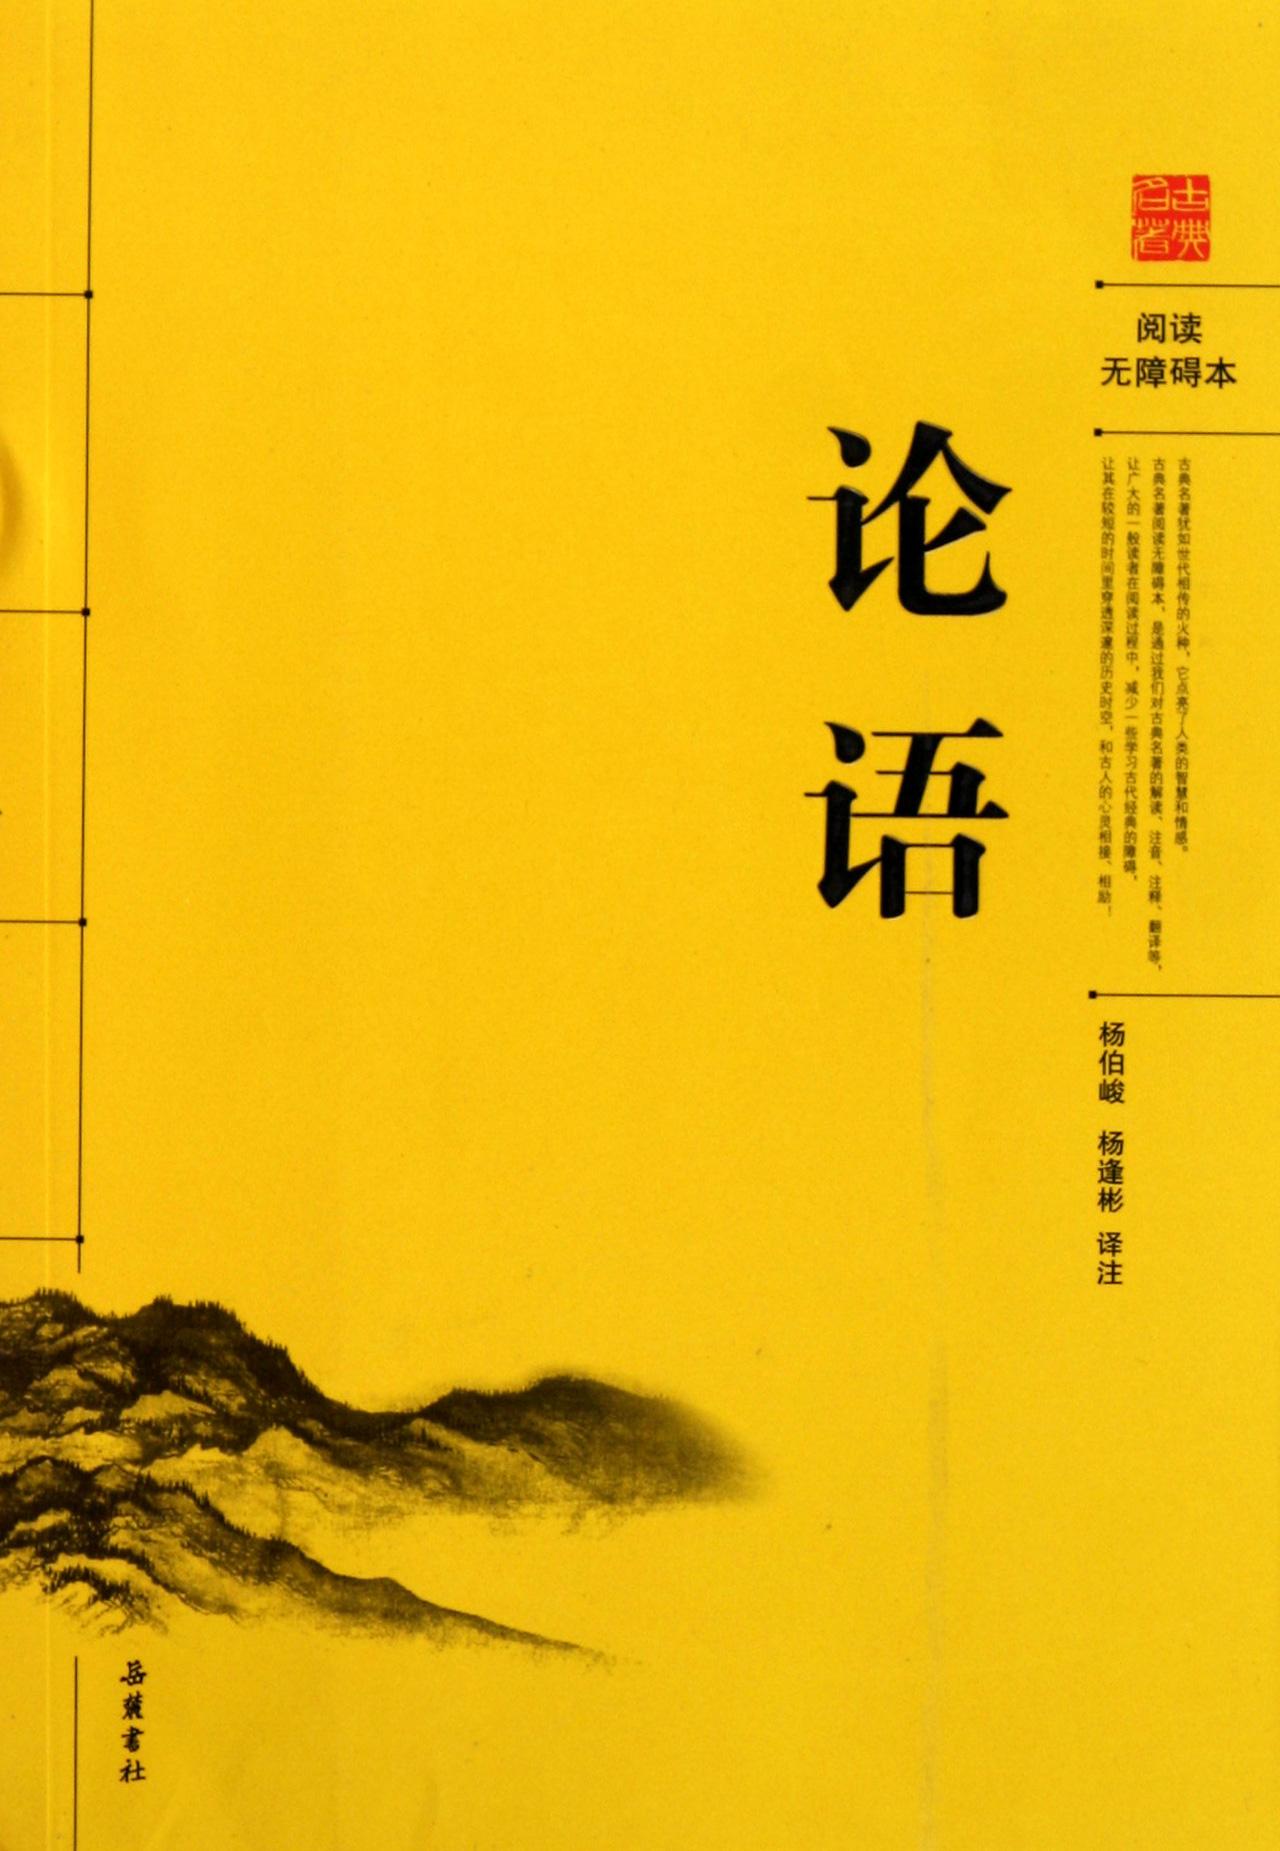 古典
名著
阅读
无障碍本
古典名著犹如世代相传的火种，它点亮了人类的智慧和情感。
古典名著阅读无障碍本，是通过我们对古典名著的解读、注音、注释、翻译等，
让广大的一般读者在阅读过程中，减少一些学习古代经典的障碍，
让其在较短的时间里穿透深邃的历史时空，和古人的心灵相接、相励！
论语
杨伯峻 杨逢彬 译注
岳麓書社